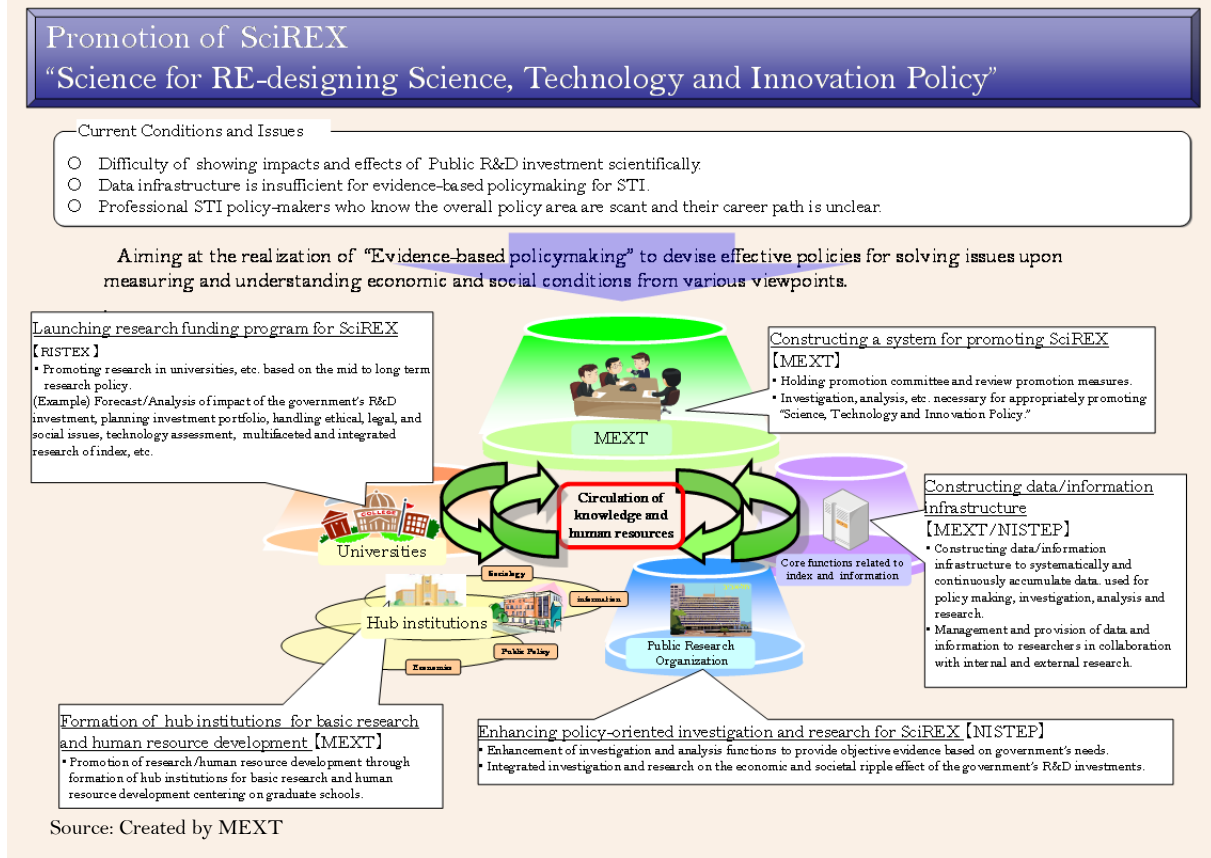 Promotion of SciREX
“Science for RE-designing Science, Technology and Innovation Policy”
Current Conditions and Issues
○ Difficulty of showing impacts and effects of Public R&D investment scientifically.
○ Data infrastructure is insufficient for evidence-based policymaking for STI.
○ Professional STI policy-makers who know the overall policy area are scant and their career path is unclear.
Aiming at the realization of “Evidence-based policymaking” to devise effective policies for solving issues upon
measuring and understanding economic and social conditions from various viewpoints.
Launching research funding program for SciREX
【RISTEX】
▪ Promoting research in universities, etc. based on the mid to long term
research policy.
(Example) Forecast/Analysis of impact of the government's R&D
investment, planning investment portfolio, handling ethical, legal, and
social issues, technology assessment, multifaceted and integrated
research of index, etc.
Constructing a system for promoting SciREX
【MEXT】
▪ Holding promotion committee and review promotion measures.
▪ Investigation, analysis, etc. necessary for appropriately promoting
“Science, Technology and Innovation Policy.”
MEXT
Circulation of
knowledge and
human resources
COLLEGE
Universities
Core functions related to
index and information
Constructing data/information
infrastructure
【MEXT/NISTEP】
▪ Constructing data/information
infrastructure to systematically and
continuously accumulate data. used for
policy making, investigation, analysis and
research.
▪ Management and provision of data and
information to researchers in collaboration
with internal and external research.
Sociology
information
Hub institutions
Public Policy
Economics
Public Research
Organization
Formation of hub institutions for basic research
and human resource development【MEXT】
▪ Promotion of research/human resource development through
formation of hub institutions for basic research and human
resource development centering on graduate schools.
Enhancing policy-oriented investigation and research for SciREX【NISTEP】
▪ Enhancement of investigation and analysis functions to provide objective evidence based on government's needs.
▪ Integrated investigation and research on the economic and societal ripple effect of the government's R&D investments.
Source: Created by MEXT